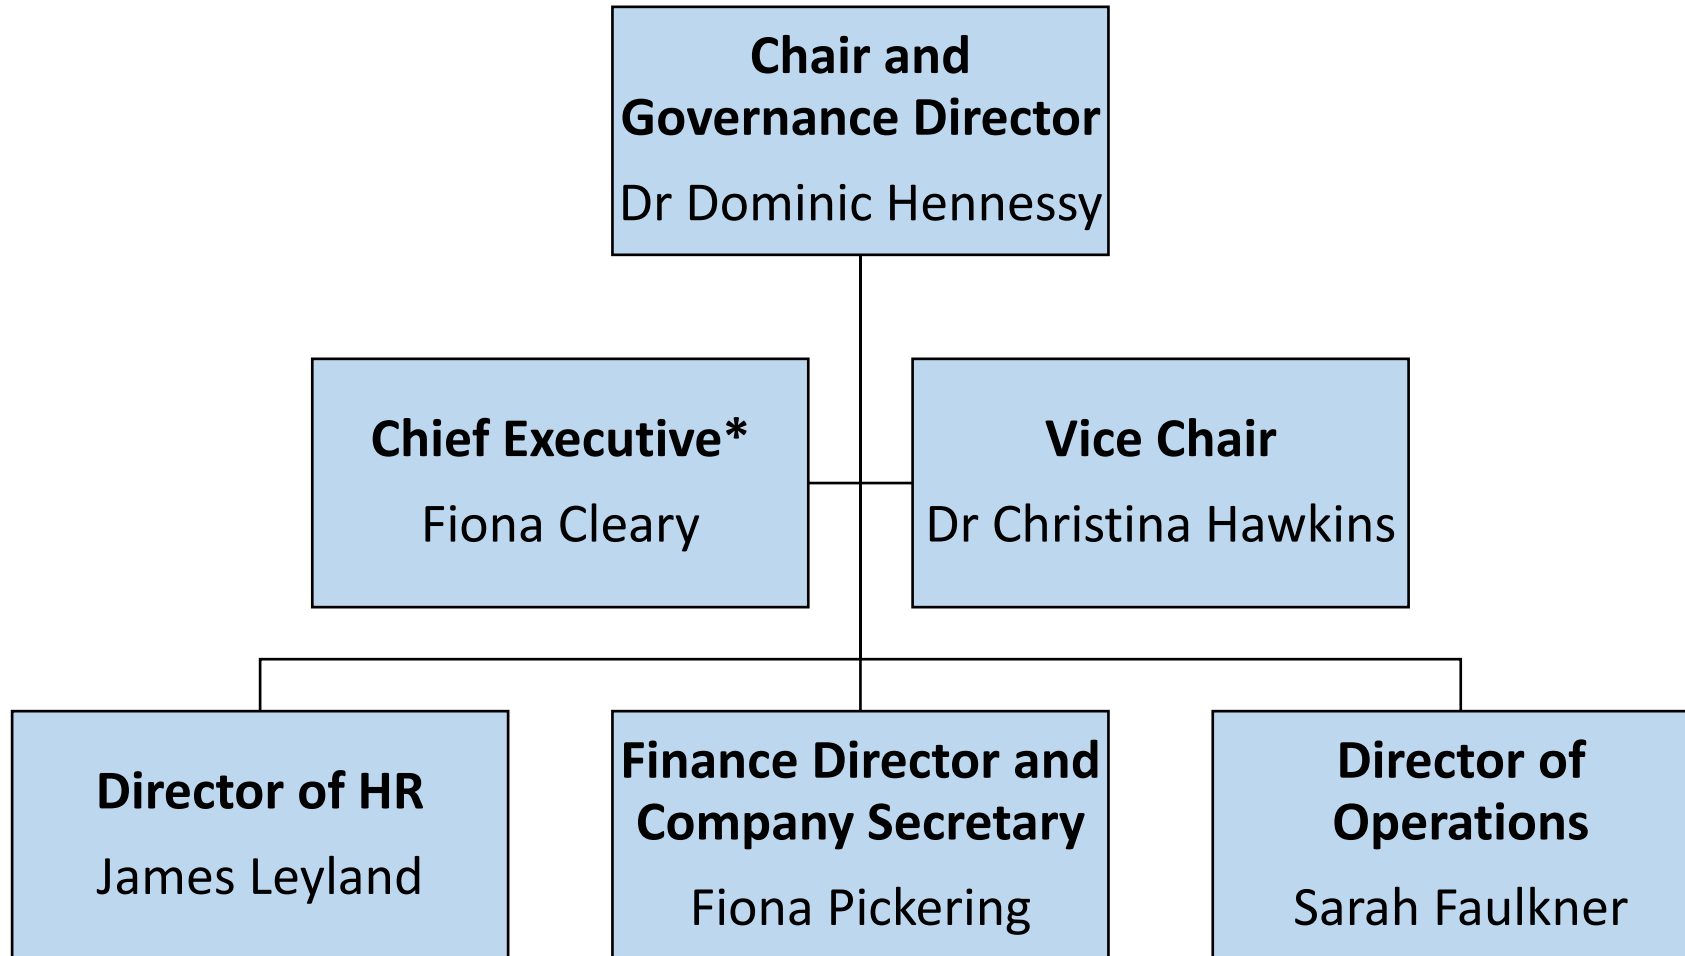 Chair and
Governance Director
Dr Dominic Hennessy
Chief Executive*
Fiona Cleary
Vice Chair
Dr Christina Hawkins
Director of HR
James Leyland
Finance Director and
Company Secretary
Fiona Pickering
Director of
Operations
Sarah Faulkner